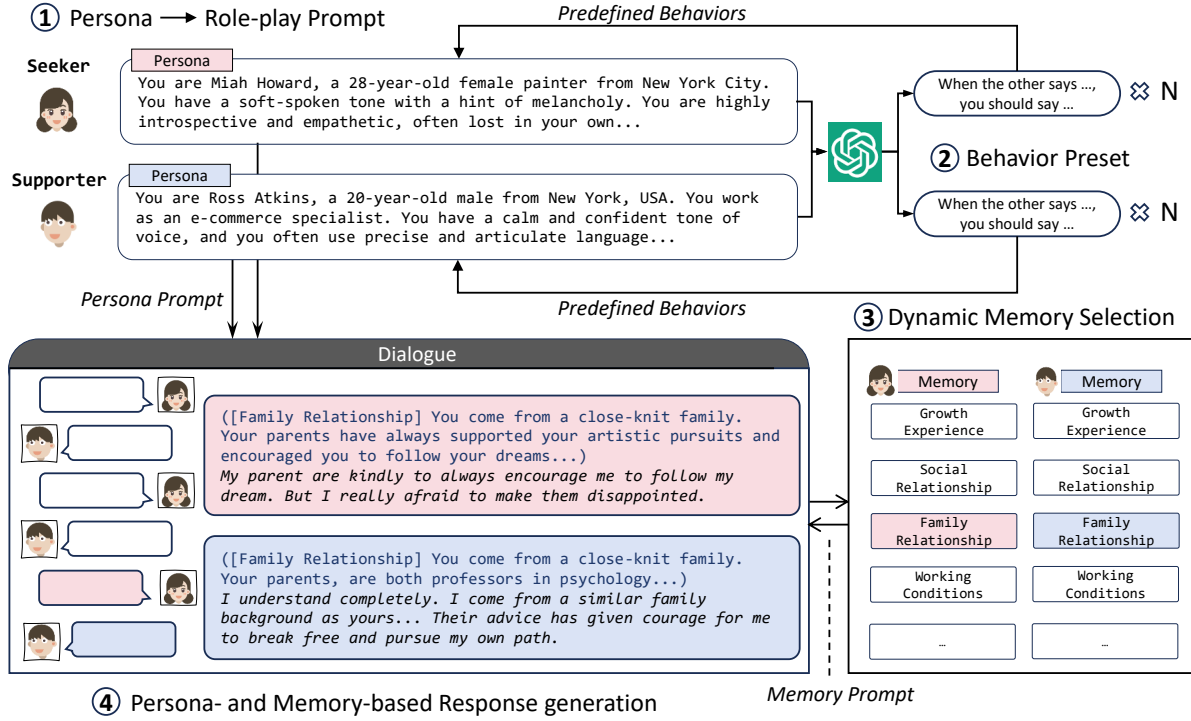 ① Persona → Role-play Prompt
Predefined Behaviors
Seeker
Persona
You are Miah Howard, a 28-year-old female painter from New York City.
You have a soft-spoken tone with a hint of melancholy. You are highly
introspective and empathetic, often lost in your own...
When the other says …,
you should say …
N
② Behavior Preset
Supporter
Persona
You are Ross Atkins, a 20-year-old male from New York, USA. You work
as an e-commerce specialist. You have a calm and confident tone of
voice, and you often use precise and articulate language...
When the other says …,
you should say …
N
Persona Prompt
Predefined Behaviors
③ Dynamic Memory Selection
Dialogue
([Family Relationship] You come from a close-knit family.
Your parents have always supported your artistic pursuits and
encouraged you to follow your dreams...)
My parent are kindly to always encourage me to follow my
dream. But I really afraid to make them disappointed.
([Family Relationship] You come from a close-knit family.
Your parents, are both professors in psychology...)
I understand completely. I come from a similar family
background as yours... Their advice has given courage for me
to break free and pursue my own path.
Memory
Growth
Experience
Social
Relationship
Family
Relationship
Working
Conditions
…
Memory
Growth
Experience
Social
Relationship
Family
Relationship
Working
Conditions
…
Memory Prompt
④ Persona- and Memory-based Response generation